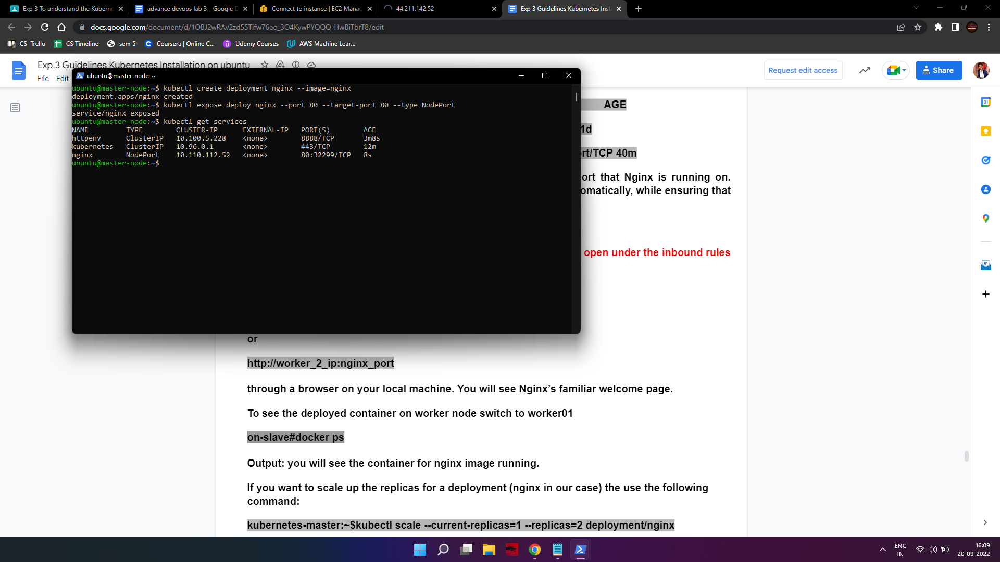 Exp 3 To understand the Kuberne
advance devops lab 3 - Google D
Connect to instance | EC2 Manag
44.211.142.52
Exp 3 Guidelines Kubernetes Inst
docs.google.com/document/d/1OBJ2wRAv2zd55Tifw76eo_3O4KywPYQQQ-HwBiTbrT8/edit
CS Trello
CS Timeline
sem 5
Coursera | Online C...
Udemy Courses
AWS Machine Lear...
Exp 3 Guidelines Kubernetes Installation on ubuntu
File Edit
Request edit access
Share
ubuntu@master-node: ~
ubuntu@master-node:~$ kubectl create deployment nginx --image=nginx
deployment.apps/nginx created
ubuntu@master-node:~$ kubectl expose deploy nginx --port 80 --target-port 80 --type NodePort
service/nginx exposed
ubuntu@master-node:~$ kubectl get services
NAME TYPE CLUSTER-IP EXTERNAL-IP PORT(S) AGE
httpenv ClusterIP 10.100.5.228 <none> 8888/TCP 3m8s
kubernetes ClusterIP 10.96.0.1 <none> 443/TCP 12m
nginx NodePort 10.110.112.52 <none> 80:32299/TCP 8s
ubuntu@master-node:~$
AGE
1d
rt/TCP 40m
ort that Nginx is running on.
omatically, while ensuring that
open under the inbound rules
or
http://worker_2_ip:nginx_port
through a browser on your local machine. You will see Nginx’s familiar welcome page.
To see the deployed container on worker node switch to worker01
on-slave#docker ps
Output: you will see the container for nginx image running.
If you want to scale up the replicas for a deployment (nginx in our case) the use the following
command:
kubernetes-master:~$kubectl scale --current-replicas=1 --replicas=2 deployment/nginx
31
ENG
IN
16:09
20-09-2022